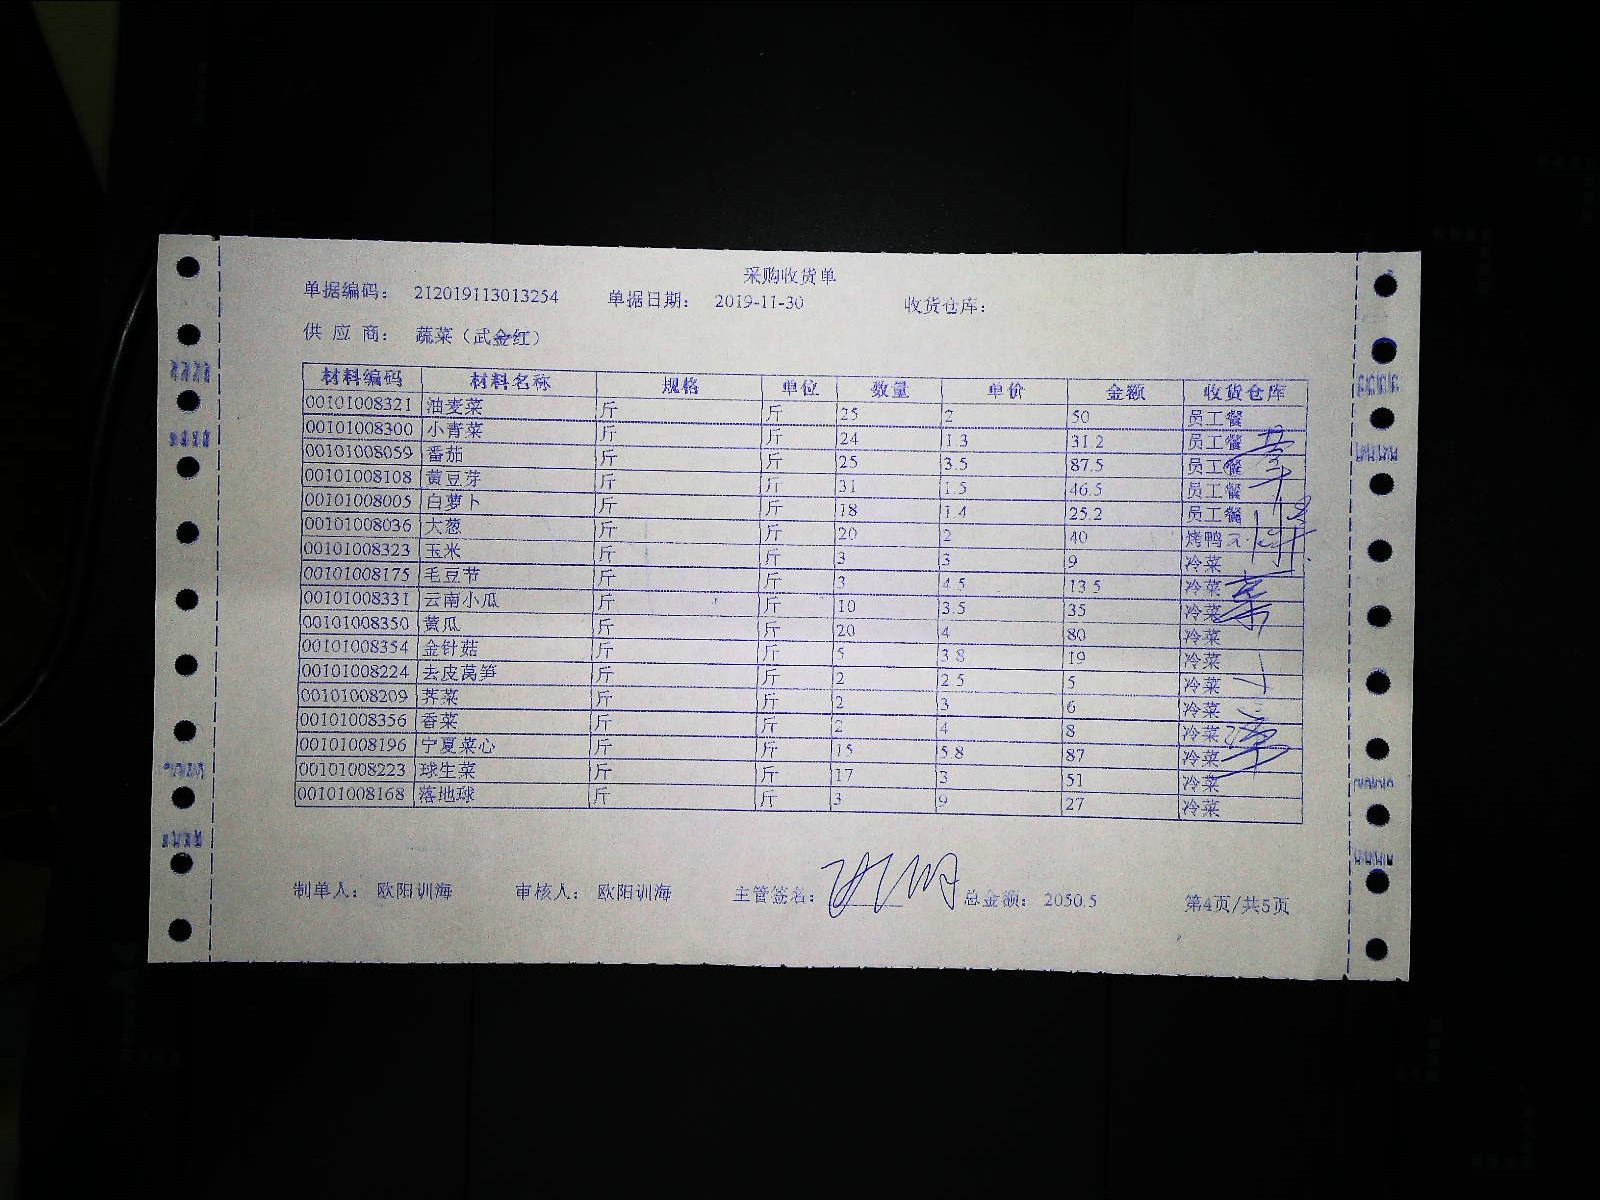 采购收货单
单据编码： 212019113013254 单据日期： 2019-11-30 收货仓库：
供 应 商： 蔬菜（武金红）
材料编码 材料名称 规格 单位 数量 单价 金额 收货仓库
00101008321 油麦菜 斤 斤 25 2 50 员工餐
00101008300 小青菜 斤 斤 24 1.3 31.2 员工餐
00101008059 番茄 斤 斤 25 3.5 87.5 员工餐
00101008108 黄豆芽 斤 斤 31 1.5 46.5 员工餐
00101008005 白萝卜 斤 斤 18 1.4 25.2 员工餐
00101008036 大葱 斤 斤 20 2 40 烤鸭
00101008323 玉米 斤 斤 3 3 9 冷菜
00101008175 毛豆节 斤 斤 3 4.5 13.5 冷菜
00101008331 云南小瓜 斤 斤 10 3.5 35 冷菜
00101008350 黄瓜 斤 斤 20 4 80 冷菜
00101008354 金针菇 斤 斤 5 3.8 19 冷菜
00101008224 去皮莴笋 斤 斤 2 2.5 5 冷菜
00101008209 荠菜 斤 斤 2 3 6 冷菜
00101008356 香菜 斤 斤 2 4 8 冷菜
00101008196 宁夏菜心 斤 斤 15 5.8 87 冷菜
00101008223 球生菜 斤 斤 17 3 51 冷菜
00101008168 落地球 斤 斤 3 9 27 冷菜
制单人： 欧阳训海 审核人： 欧阳训海 主管签名： 总金额： 2050.5 第4页/共5页